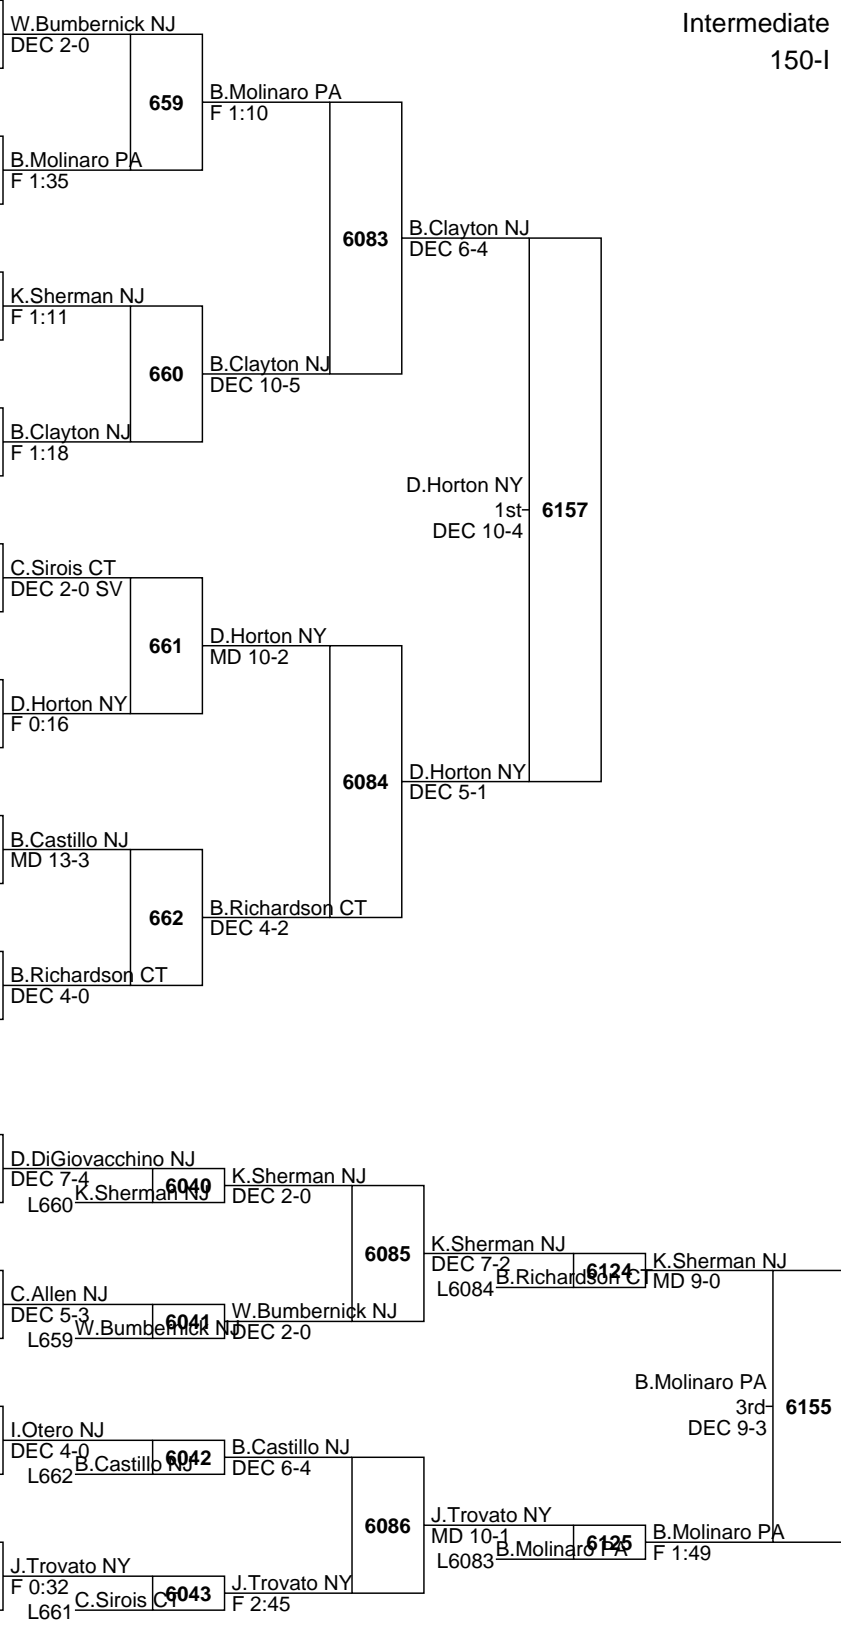 Intermediate
150-I
W.Bumbernick NJ
DEC 2-0
659
B.Molinaro PA
F 1:10
B.Molinaro PA
F 1:35
6083
B.Clayton NJ
DEC 6-4
K.Sherman NJ
F 1:11
660
B.Clayton NJ
DEC 10-5
B.Clayton NJ
F 1:18
D.Horton NY
1st
DEC 10-4
6157
C.Sirois CT
DEC 2-0 SV
661
D.Horton NY
MD 10-2
D.Horton NY
F 0:16
6084
D.Horton NY
DEC 5-1
B.Castillo NJ
MD 13-3
662
B.Richardson CT
DEC 4-2
B.Richardson CT
DEC 4-0
D.DiGiovacchino NJ
DEC 7-4
L660
K.Sherman NJ
6040
K.Sherman NJ
DEC 2-0
6085
K.Sherman NJ
DEC 7-2
L6084
B.Richardson CT
6124
K.Sherman NJ
MD 9-0
C.Allen NJ
DEC 5-3
L659
W.Bumbernick NJ
6041
W.Bumbernick NJ
DEC 2-0
B.Molinaro PA
3rd
DEC 9-3
6155
I.Otero NJ
DEC 4-0
L662
B.Castillo NJ
6042
B.Castillo NJ
DEC 6-4
6086
J.Trovato NY
MD 10-1
L6083
B.Molinaro PA
6125
B.Molinaro PA
F 1:49
J.Trovato NY
F 0:32
L661
C.Sirois CT
6043
J.Trovato NY
F 2:45